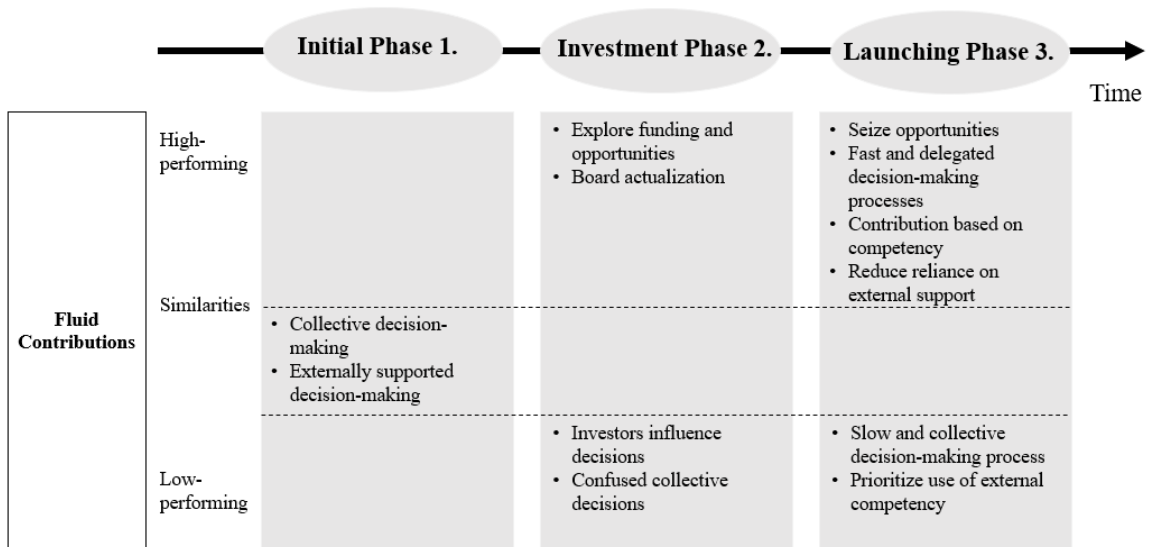 Initial Phase 1.
Investment Phase 2.
Launching Phase 3.
Time
Fluid
Contributions
High-
performing
• Explore funding and
opportunities
• Board actualization
• Seize opportunities
• Fast and delegated
decision-making
processes
• Contribution based on
competency
• Reduce reliance on
external support
Similarities
• Collective decision-
making
• Externally supported
decision-making
Low-
performing
• Investors influence
decisions
• Confused collective
decisions
• Slow and collective
decision-making process
• Prioritize use of external
competency